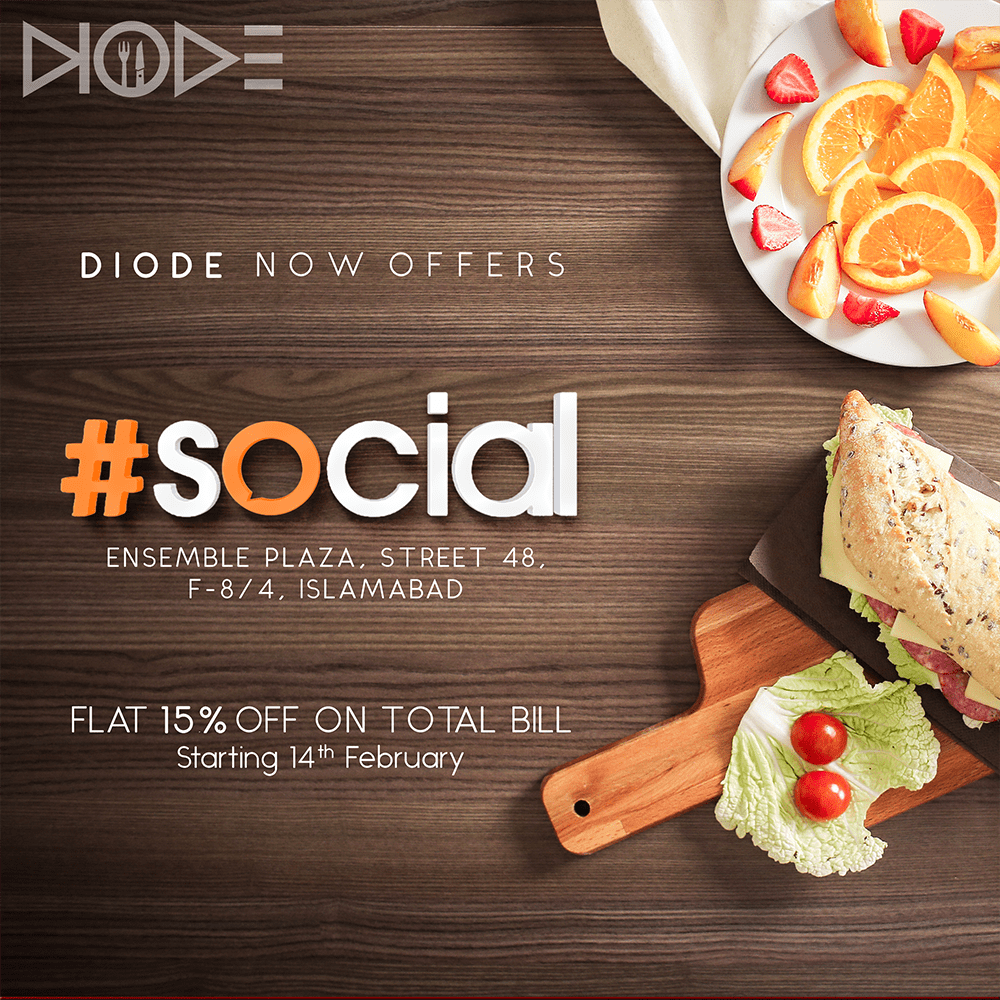 DIODE
DIODE NOW OFFERS
#social
ENSEMBLE PLAZA, STREET 48,
F-8/4, ISLAMABAD
FLAT 15% OFF ON TOTAL BILL
Starting 14th February